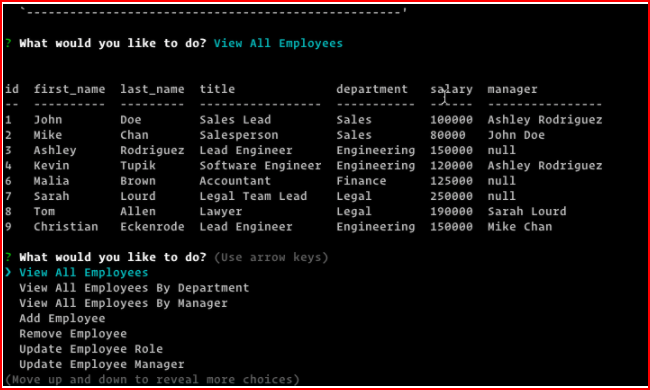 `---------------------------------------------------'
? What would you like to do? View All Employees
id  first_name  last_name  title              department   salary  manager
--  ----------  ---------  -----------------  -----------  ------  ----------------
1   John        Doe        Sales Lead         Sales        100000  Ashley Rodriguez
2   Mike        Chan       Salesperson        Sales        80000   John Doe
3   Ashley      Rodriguez  Lead Engineer      Engineering  150000  null
4   Kevin       Tupik      Software Engineer  Engineering  120000  Ashley Rodriguez
6   Malia       Brown      Accountant         Finance      125000  null
7   Sarah       Lourd      Legal Team Lead    Legal        250000  null
8   Tom         Allen      Lawyer             Legal        190000  Sarah Lourd
9   Christian   Eckenrode  Lead Engineer      Engineering  150000  Mike Chan
? What would you like to do? (Use arrow keys)
❯ View All Employees
  View All Employees By Department
  View All Employees By Manager
  Add Employee
  Remove Employee
  Update Employee Role
  Update Employee Manager
(Move up and down to reveal more choices)